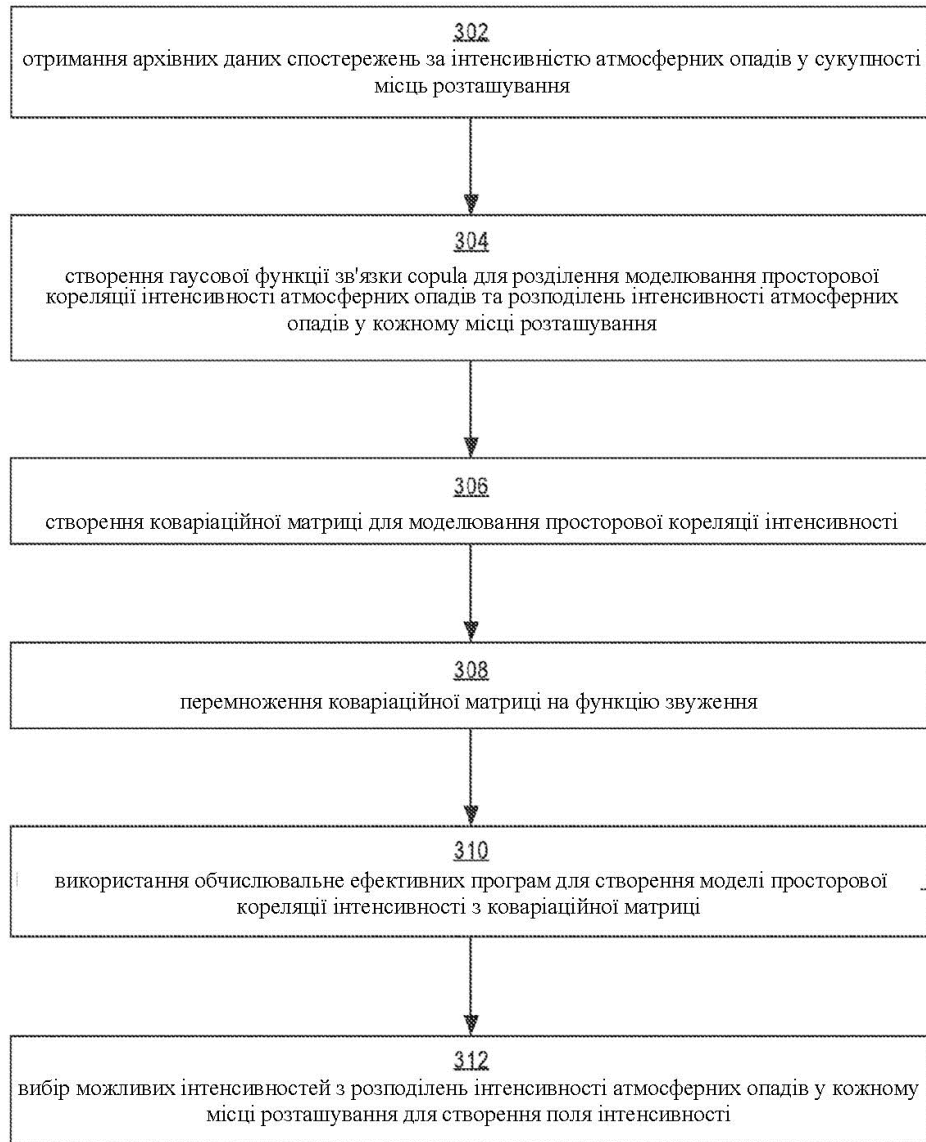 302
отримання архівних даних спостережень за інтенсивністю атмосферних опадів у сукупності
місць розташування
304
створення гаусової функції зв'язки copula для розділення моделювання просторової
кореляції інтенсивності атмосферних опадів та розподілень інтенсивності атмосферних
опадів у кожному місці розташування
306
створення коваріаційної матриці для моделювання просторової кореляції інтенсивності
308
перемноження коваріаційної матриці на функцію звуження
310
використання обчислювальне ефективних програм для створення моделі просторової
кореляції інтенсивності з коваріаційної матриці
312
вибір можливих інтенсивностей з розподілень інтенсивності атмосферних опадів у кожному
місці розташування для створення поля інтенсивності